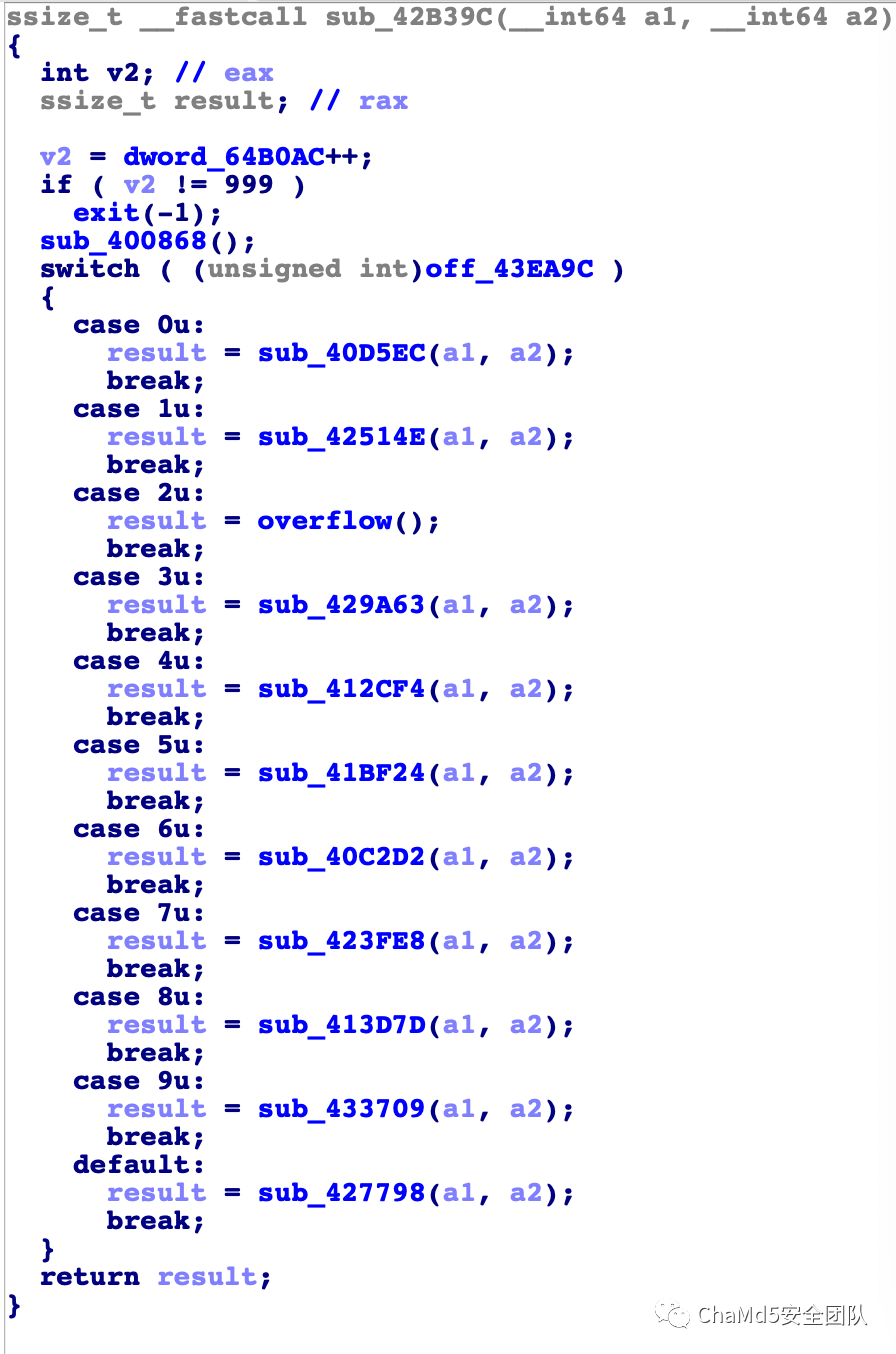 ssize_t __fastcall sub_42B39C(__int64 a1, __int64 a2)
{
  int v2; // eax
  ssize_t result; // rax

  v2 = dword_64B0AC++;
  if ( v2 != 999 )
    exit(-1);
  sub_400868();
  switch ( (unsigned int)off_43EA9C )
  {
    case 0u:
      result = sub_40D5EC(a1, a2);
      break;
    case 1u:
      result = sub_42514E(a1, a2);
      break;
    case 2u:
      result = overflow();
      break;
    case 3u:
      result = sub_429A63(a1, a2);
      break;
    case 4u:
      result = sub_412CF4(a1, a2);
      break;
    case 5u:
      result = sub_41BF24(a1, a2);
      break;
    case 6u:
      result = sub_40C2D2(a1, a2);
      break;
    case 7u:
      result = sub_423FE8(a1, a2);
      break;
    case 8u:
      result = sub_413D7D(a1, a2);
      break;
    case 9u:
      result = sub_433709(a1, a2);
      break;
    default:
      result = sub_427798(a1, a2);
      break;
  }
  return result;
}
ChaMd5安全团队